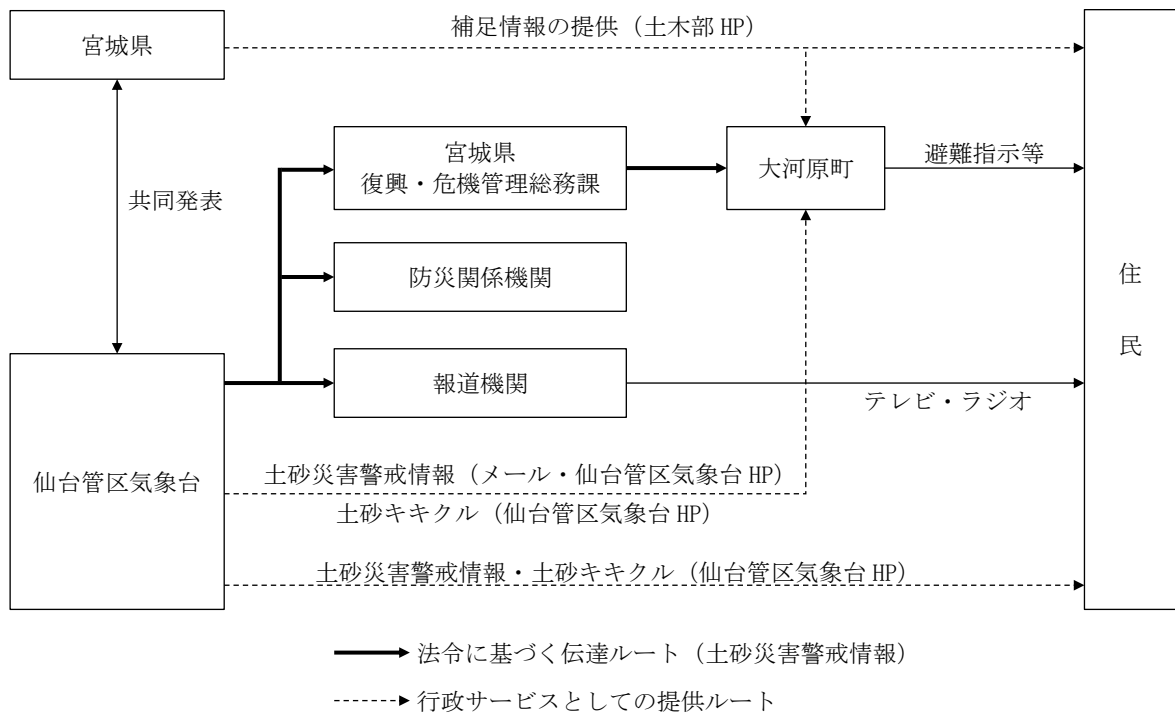 補足情報の提供（土木部 HP）
宮城県
宮城県
復興・危機管理総務課
大河原町
避難指示等
共同発表
防災関係機関
住
民
報道機関
テレビ・ラジオ
仙台管区気象台
土砂災害警戒情報（メール・仙台管区気象台 HP）
土砂キキクル（仙台管区気象台 HP）
土砂災害警戒情報・土砂キキクル（仙台管区気象台 HP）
法令に基づく伝達ルート（土砂災害警戒情報）
行政サービスとしての提供ルート